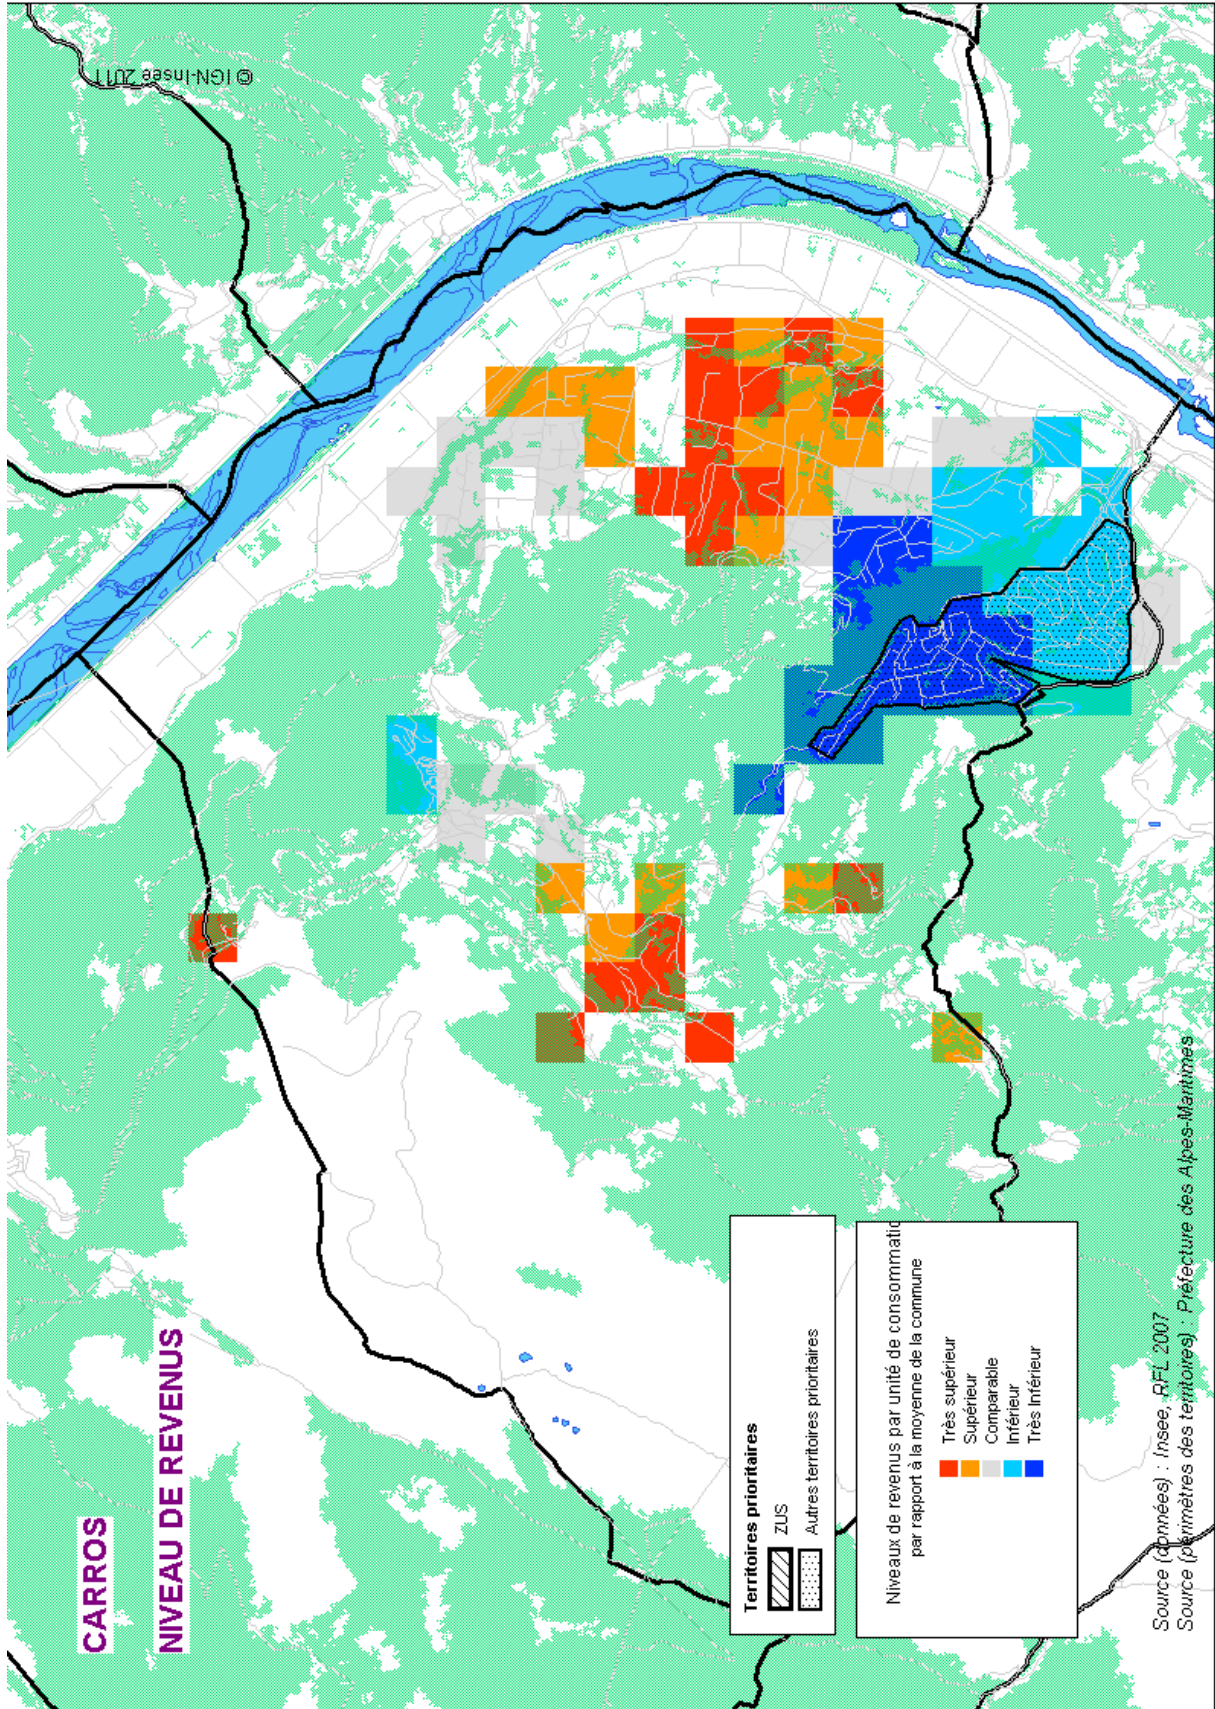 CARROS
NIVEAU DE REVENUS
© IGN-Insee 2011
Territoires prioritaires
ZUS
Autres territoires prioritaires
Niveaux de revenus par unité de consommatio
par rapport à la moyenne de la commune
Très supérieur
Supérieur
Comparable
Inférieur
Très Inférieur
Source (données) : Insee, RFL 2007
Source (périmètres des territoires) : Préfecture des Alpes-Maritimes